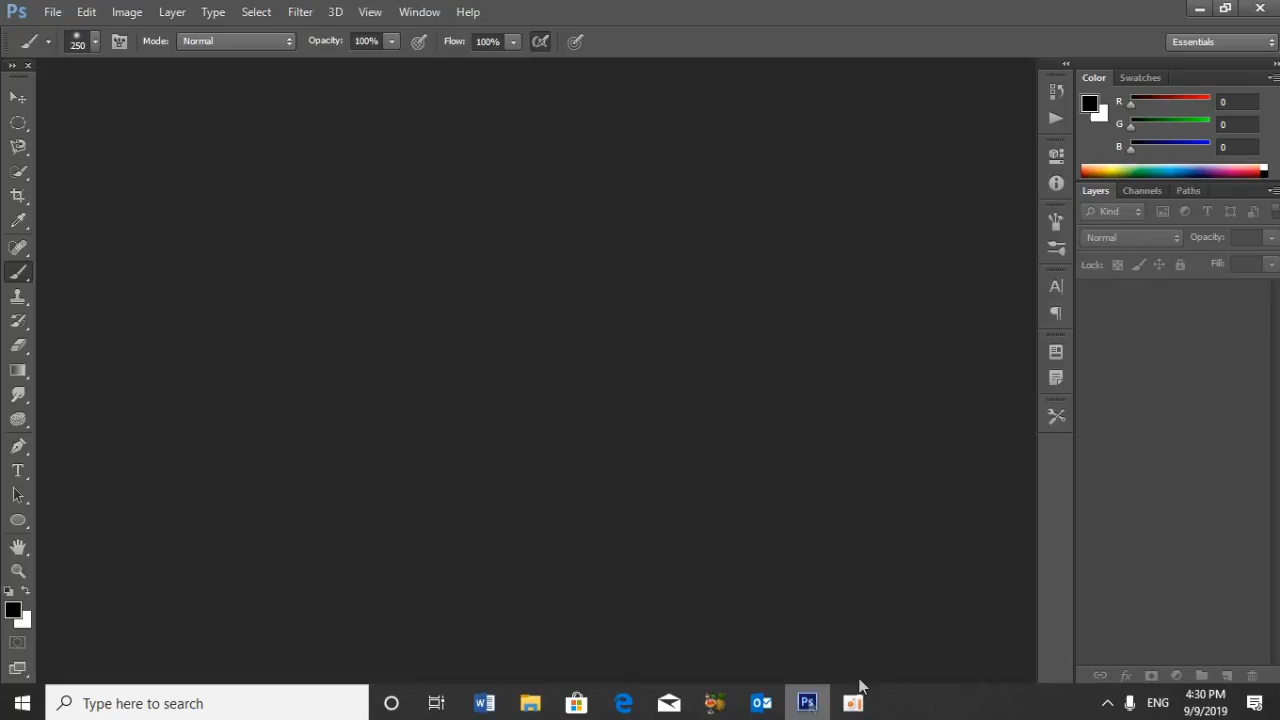 Ps File Edit Image Layer Type Select Filter 3D View Window Help
250 Mode: Normal Opacity: 100% Flow: 100% Essentials
Color Swatches
R 0
G 0
B 0
Layers Channels Paths
Kind T
Normal Opacity:
Lock: Fill:
A
T
Type here to search Ps ENG 4:30 PM
9/9/2019